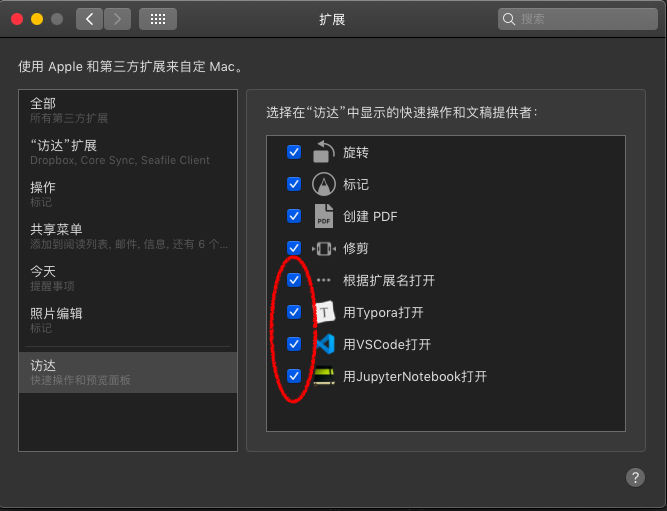 扩展
搜索
使用 Apple 和第三方扩展来自定 Mac。
全部
所有第三方扩展
“访达”扩展
Dropbox, Core Sync, Seafile Client
操作
标记
共享菜单
添加到阅读列表, 邮件, 信息, 还有 6 个...
今天
提醒事项
照片编辑
标记
访达
快速操作和预览面板
选择在“访达”中显示的快速操作和文稿提供者：
旋转
标记
PDF 创建 PDF
修剪
根据扩展名打开
T 用Typora打开
用VSCode打开
用JupyterNotebook打开
?